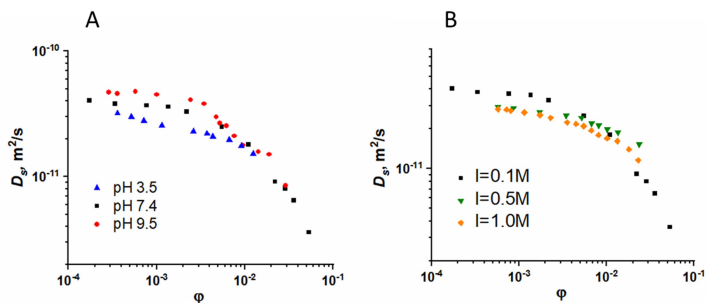 A
10⁻¹⁰
10⁻¹¹
Dₛ, m²/s
pH 3.5
pH 7.4
pH 9.5
10⁻⁴
10⁻³
10⁻²
10⁻¹
φ
B
10⁻¹¹
Dₛ, m²/s
I=0.1M
I=0.5M
I=1.0M
10⁻⁴
10⁻³
10⁻²
10⁻¹
φ